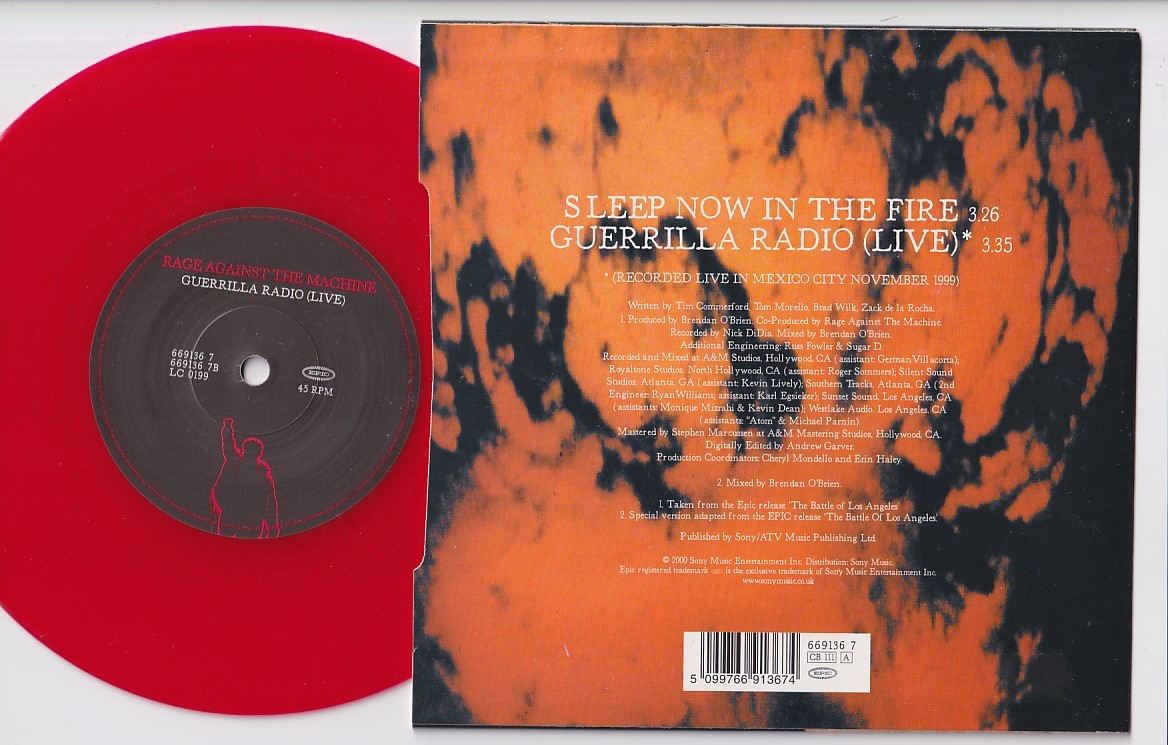 RAGE AGAINST THE MACHINE
GUERRILLA RADIO (LIVE)
669136 7
669136 7B
LC 0199
EPIC
45 RPM
SLEEP NOW IN THE FIRE 3.26
GUERRILLA RADIO (LIVE)* 3.35
* (RECORDED LIVE IN MEXICO CITY NOVEMBER 1999)
Written by Tim Commerford, Tom Morello, Brad Wilk, Zack de la Rocha.
1. Produced by Brendan O'Brien. Co-Produced by Rage Against The Machine.
Recorded by Nick DiDia. Mixed by Brendan O'Brien.
Additional Engineering: Russ Fowler & Sugar D
Recorded and Mixed at A&M Studios, Hollywood, CA (assistant: German Villacorta);
Royaltone Studios, North Hollywood, CA (assistant: Roger Sommers); Silent Sound
Studios, Atlanta, GA (assistant: Kevin Lively); Southern Tracks, Atlanta, GA (2nd
Engineer: Ryan Williams; assistant: Karl Egsieker); Sunset Sound, Los Angeles, CA
(assistants: Monique Mizrahi & Kevin Dean); Westlake Audio, Los Angeles, CA
(assistants: "Atom" & Michael Parnin).
Mastered by Stephen Marcussen at A&M Mastering Studios, Hollywood, CA.
Digitally Edited by Andrew Garver.
Production Coordinators: Cheryl Mondello and Erin Haley.
2. Mixed by Brendan O'Brien.
1. Taken from the Epic release 'The Battle of Los Angeles'
2. Special version adapted from the EPIC release 'The Battle Of Los Angeles.'
Published by Sony/ATV Music Publishing Ltd.
© 2000 Sony Music Entertainment Inc. Distribution: Sony Music.
Epic registered trademark is the exclusive trademark of Sony Music Entertainment Inc.
www.sonymusic.co.uk
669136 7
CB 111 A
EPIC
5 099766 913674